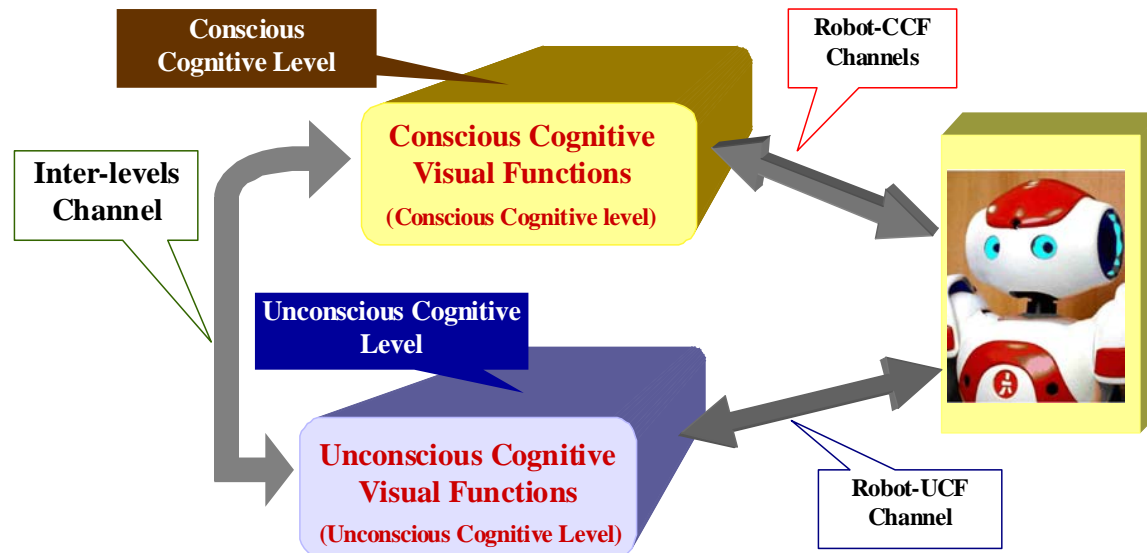 Conscious
Cognitive Level
Robot-CCF
Channels
Conscious Cognitive
Visual Functions
(Conscious Cognitive level)
Inter-levels
Channel
Unconscious Cognitive
Level
Unconscious Cognitive
Visual Functions
(Unconscious Cognitive Level)
Robot-UCF
Channel